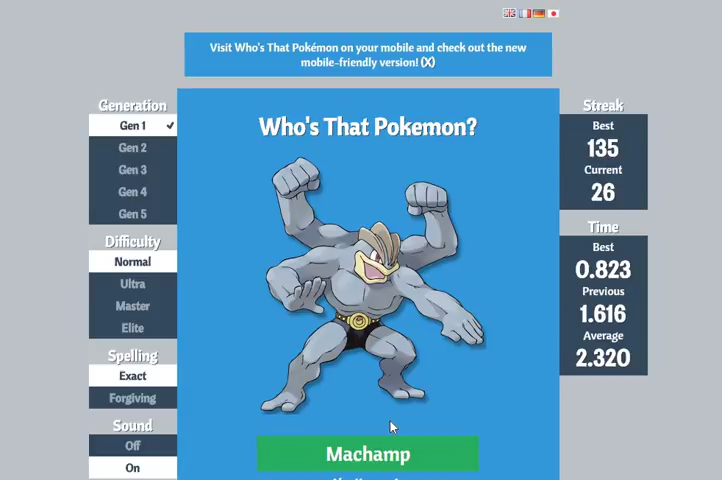 Visit Who's That Pokémon on your mobile and check out the new
mobile-friendly version! (X)
Generation
Gen 1 ✔
Gen 2
Gen 3
Gen 4
Gen 5
Difficulty
Normal
Ultra
Master
Elite
Spelling
Exact
Forgiving
Sound
Off
On
Who's That Pokemon?
Machamp
Streak
Best
135
Current
26
Time
Best
0.823
Previous
1.616
Average
2.320